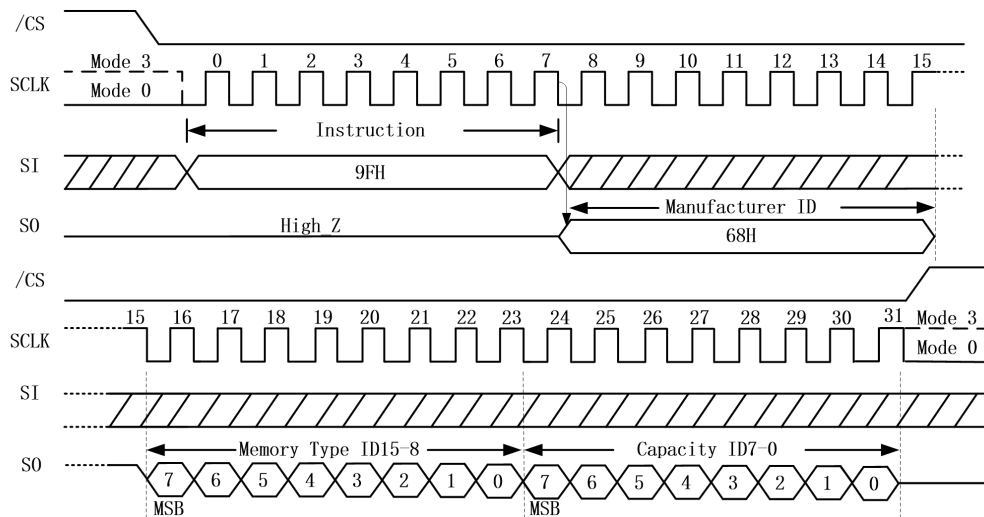 /CS
Mode 3 0 1 2 3 4 5 6 7 8 9 10 11 12 13 14 15
SCLK
Mode 0
Instruction
SI
9FH
Manufacturer ID
SO
High_Z
68H
/CS
15 16 17 18 19 20 21 22 23 24 25 26 27 28 29 30 31 Mode 3
SCLK
Mode 0
SI
Memory Type ID15-8 Capacity ID7-0
SO
7 6 5 4 3 2 1 0 7 6 5 4 3 2 1 0
MSB MSB